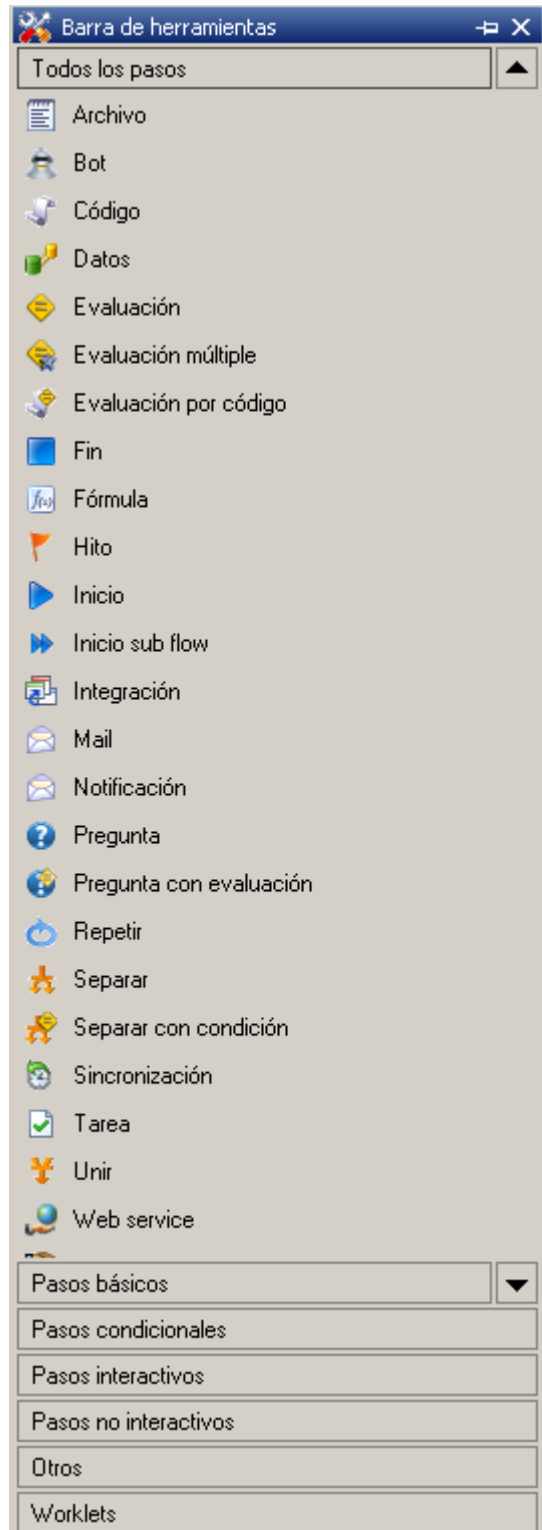 Barra de herramientas
Todos los pasos
Archivo
Bot
Código
Datos
Evaluación
Evaluación múltiple
Evaluación por código
Fin
f(x) Fórmula
Hito
Inicio
Inicio sub flow
Integración
Mail
Notificación
Pregunta
Pregunta con evaluación
Repetir
Separar
Separar con condición
Sincronización
Tarea
Unir
Web service
Pasos básicos
Pasos condicionales
Pasos interactivos
Pasos no interactivos
Otros
Worklets